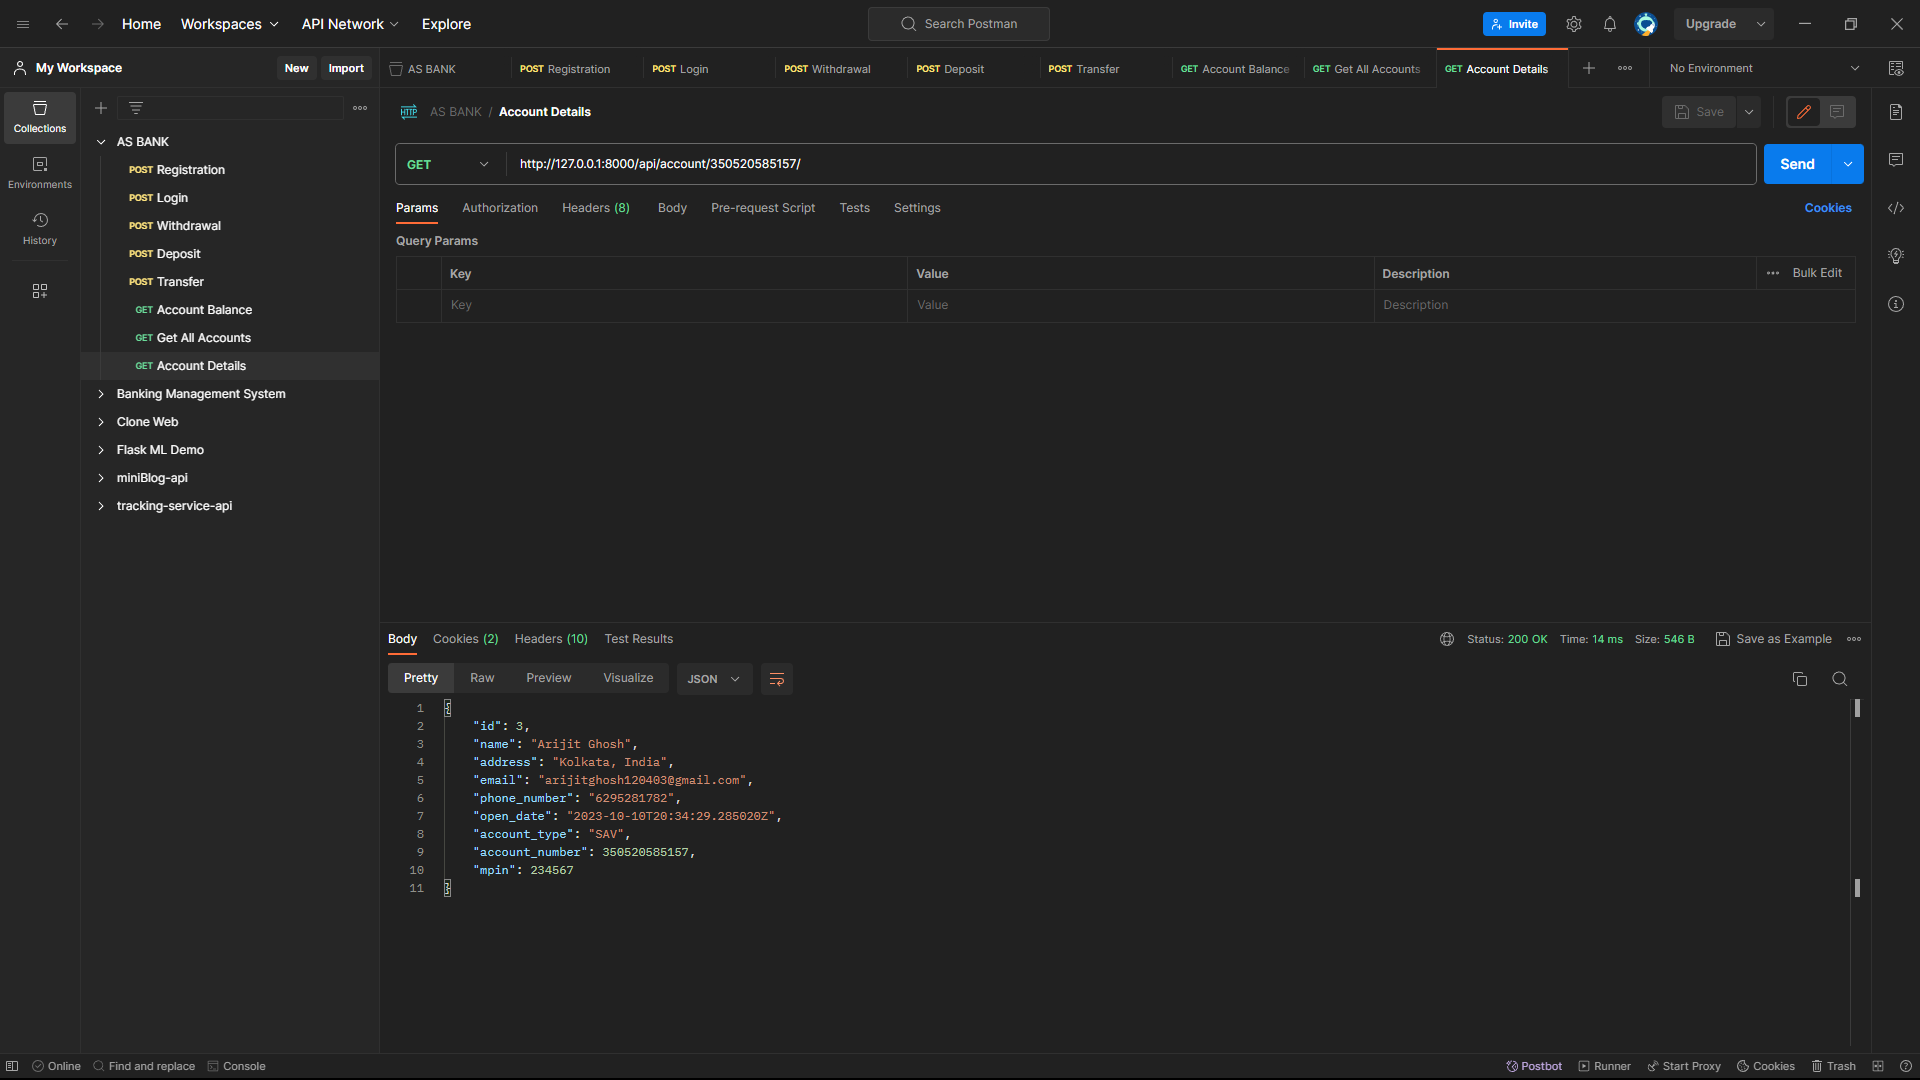 Home
Workspaces
API Network
Explore
Search Postman
Invite
Upgrade
My Workspace
New
Import
AS BANK
POST Registration
POST Login
POST Withdrawal
POST Deposit
POST Transfer
GET Account Balance
GET Get All Accounts
GET Account Details
No Environment
Collections
Environments
History
AS BANK
POST Registration
POST Login
POST Withdrawal
POST Deposit
POST Transfer
GET Account Balance
GET Get All Accounts
GET Account Details
Banking Management System
Clone Web
Flask ML Demo
miniBlog-api
tracking-service-api
HTTP AS BANK / Account Details
Save
GET http://127.0.0.1:8000/api/account/350520585157/
Send
Params Authorization Headers (8) Body Pre-request Script Tests Settings
Cookies
Query Params
Key Value Description Bulk Edit
Key Value Description
Body Cookies (2) Headers (10) Test Results
Status: 200 OK Time: 14 ms Size: 546 B Save as Example
Pretty Raw Preview Visualize JSON
1 {
2 "id": 3,
3 "name": "Arijit Ghosh",
4 "address": "Kolkata, India",
5 "email": "arijitghosh120403@gmail.com",
6 "phone_number": "6295281782",
7 "open_date": "2023-10-10T20:34:29.285020Z",
8 "account_type": "SAV",
9 "account_number": 350520585157,
10 "mpin": 234567
11 }
Online Find and replace Console
Postbot Runner Start Proxy Cookies Trash